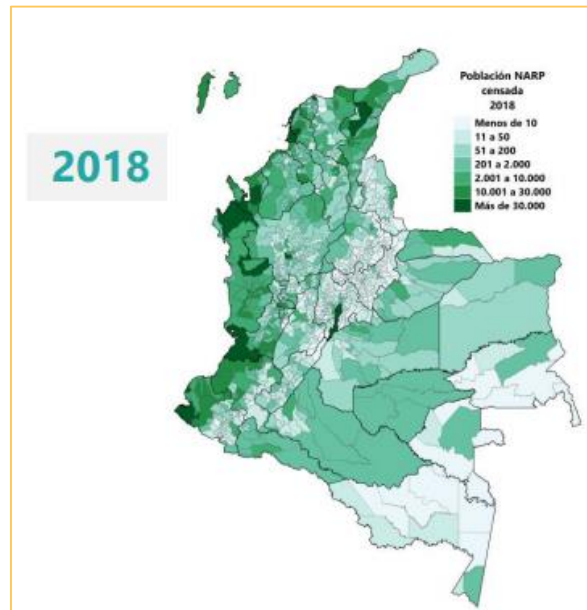 2018
Población NARP
censada
2018
Menos de 10
11 a 50
51 a 200
201 a 2.000
2.001 a 10.000
10.001 a 30.000
Más de 30.000